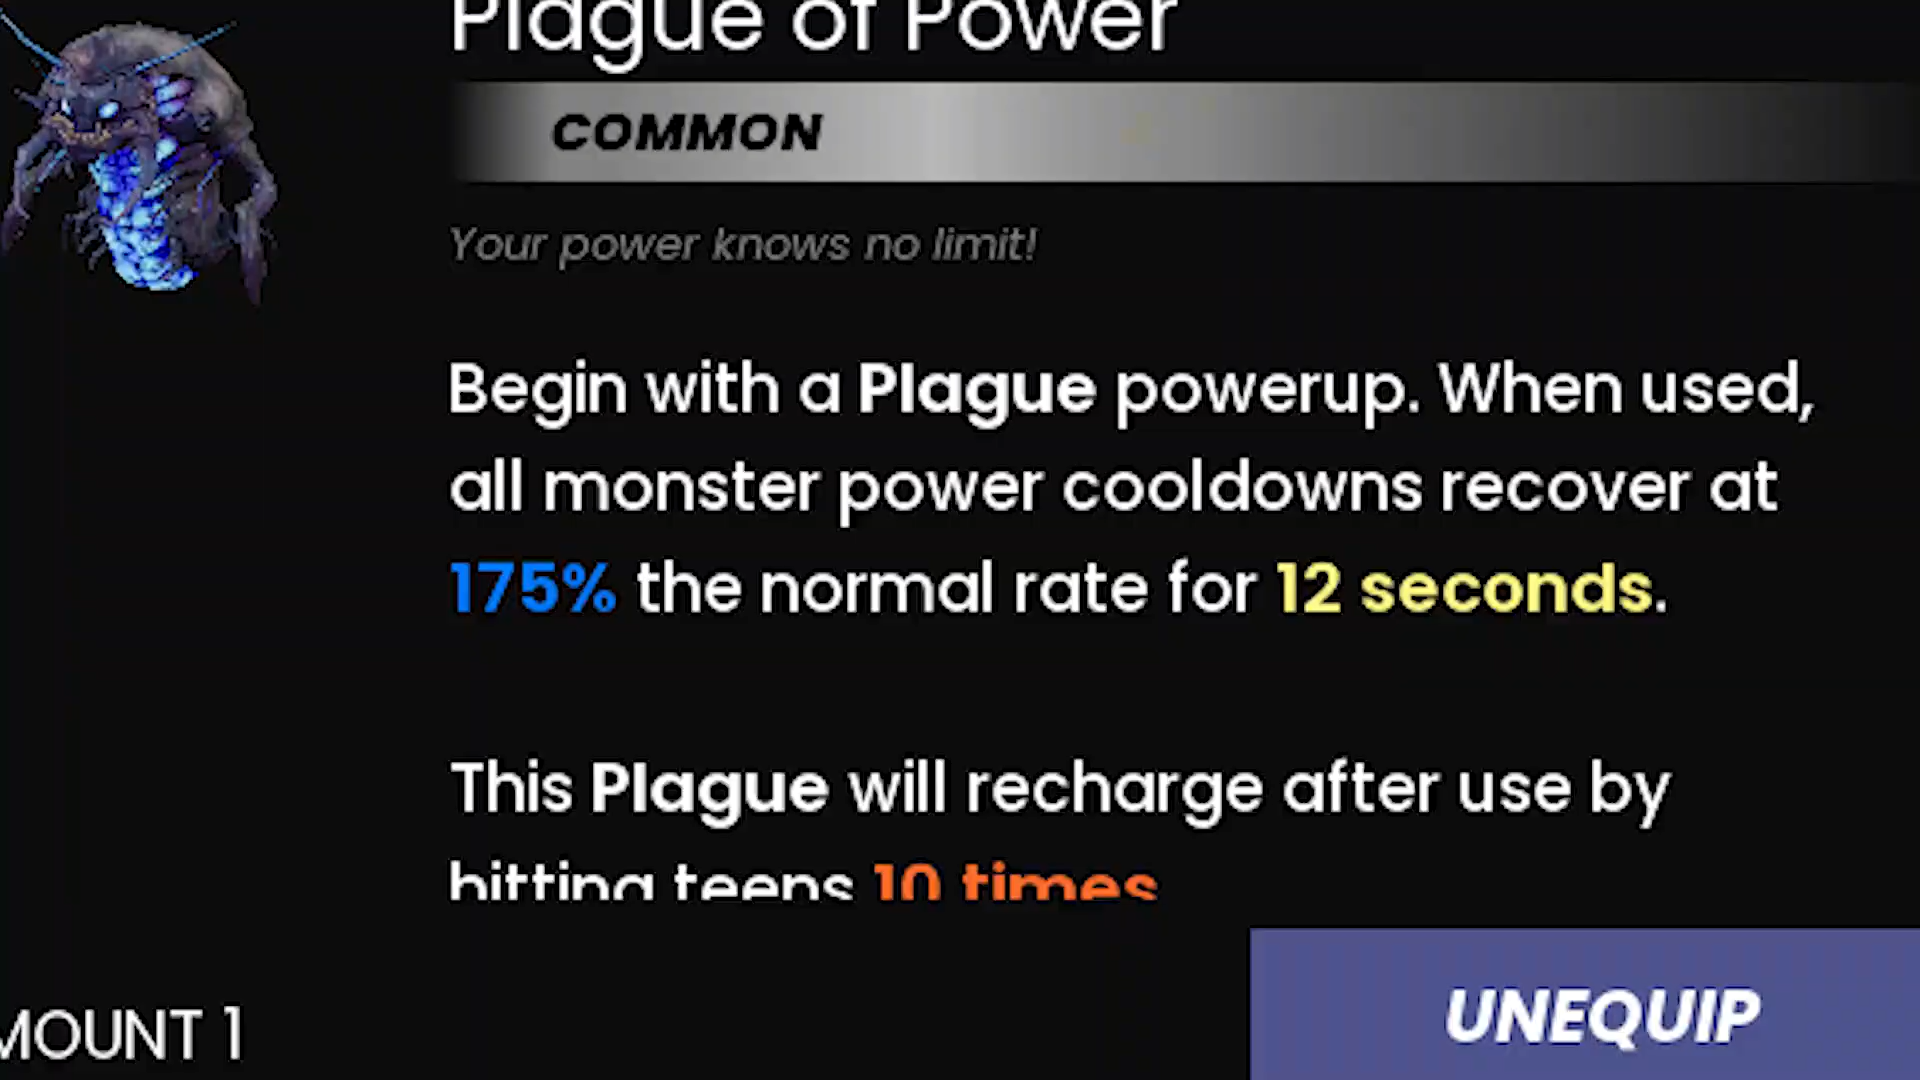 Plague of Power
COMMON
Your power knows no limit!
Begin with a Plague powerup. When used,
all monster power cooldowns recover at
175% the normal rate for 12 seconds.
This Plague will recharge after use by
hitting teens 10 times
MOUNT 1
UNEQUIP